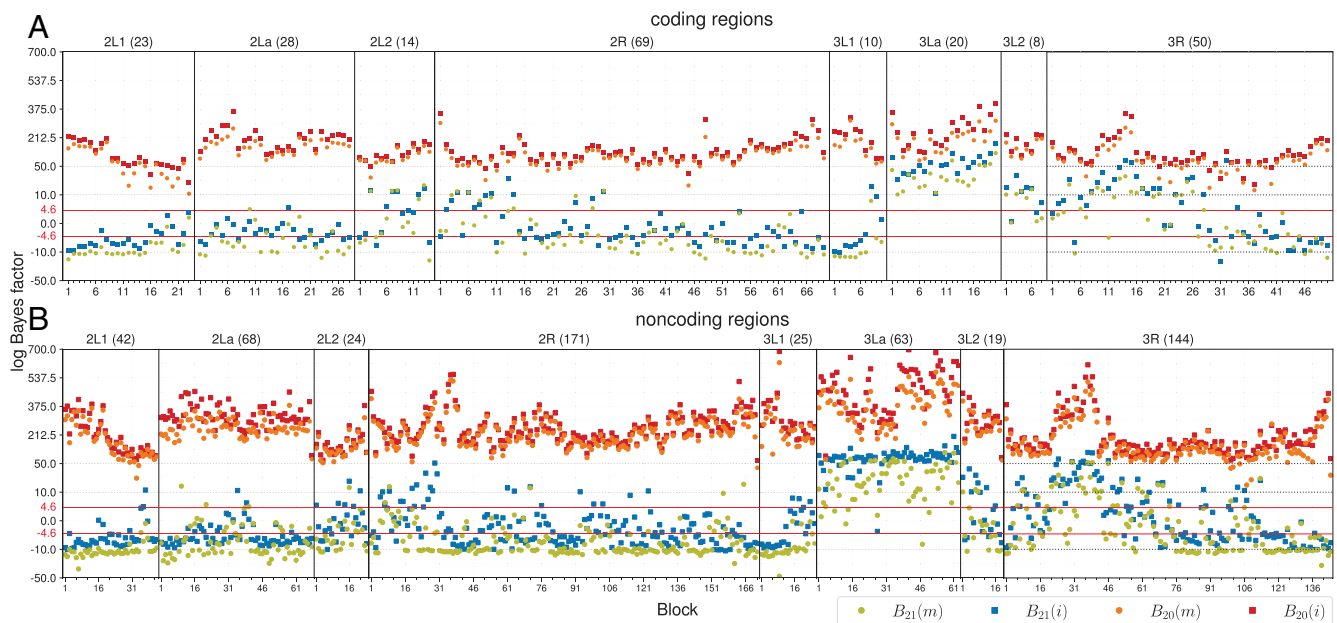 A
coding regions
2L1 (23) 2La (28) 2L2 (14) 2R (69) 3L1 (10) 3La (20) 3L2 (8) 3R (50)
700.0
537.5
375.0
212.5
50.0
10.0
4.6
0.0
-4.6
-10.0
-50.0
1 6 11 16 21 1 6 11 16 21 26 1 6 11 1 6 11 16 21 26 31 36 41 46 51 56 61 66 1 6 1 6 11 16 1 6 1 6 11 16 21 26 31 36 41 46
log Bayes factor
B
noncoding regions
2L1 (42) 2La (68) 2L2 (24) 2R (171) 3L1 (25) 3La (63) 3L2 (19) 3R (144)
700.0
537.5
375.0
212.5
50.0
10.0
4.6
0.0
-4.6
-10.0
-50.0
1 16 31 1 16 31 46 61 1 16 1 16 31 46 61 76 91 106 121 136 151 166 1 16 1 16 31 46 61 1 16 1 16 31 46 61 76 91 106 121 136
Block
B21(m) B21(i) B20(m) B20(i)